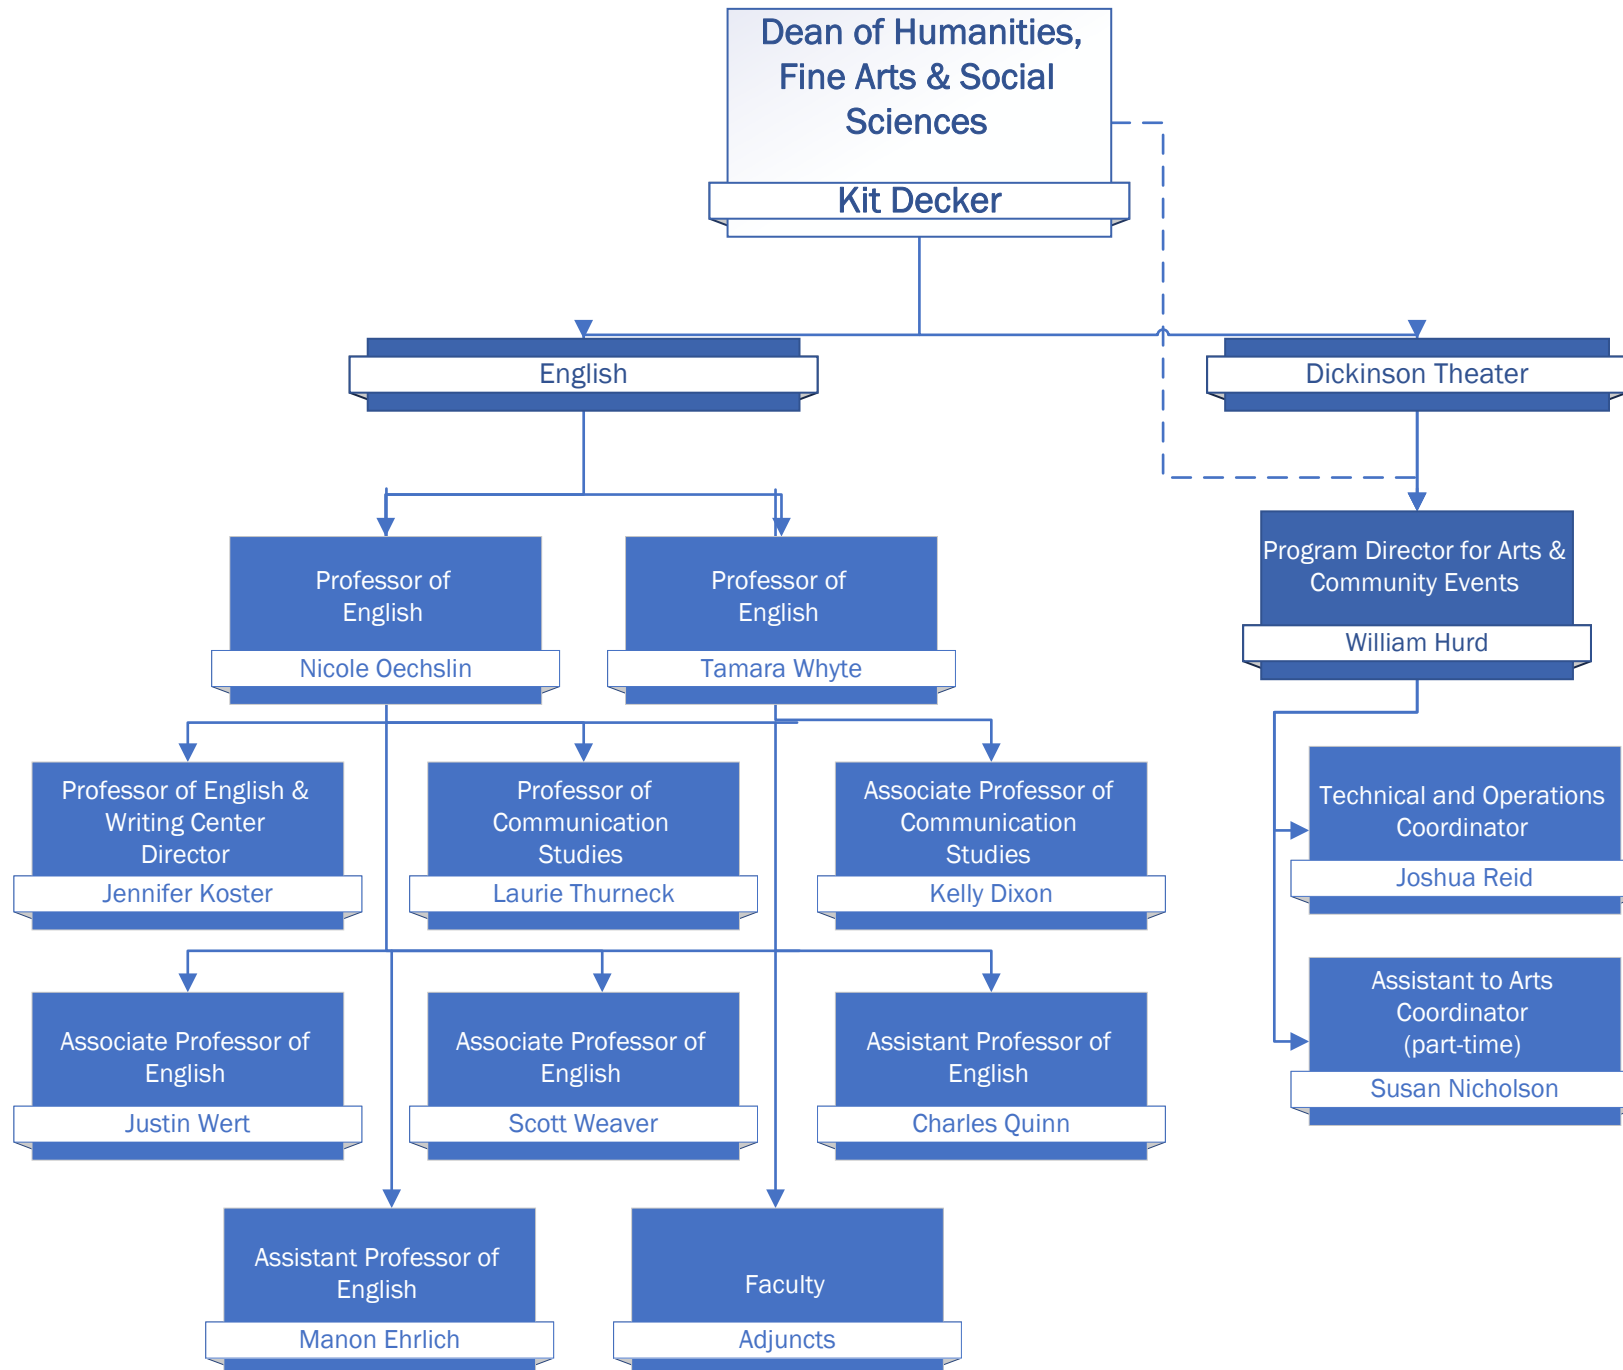 Dean of Humanities,
Fine Arts & Social
Sciences
Kit Decker
English
Dickinson Theater
Professor of
English
Nicole Oechslin
Professor of
English
Tamara Whyte
Program Director for Arts &
Community Events
William Hurd
Professor of English &
Writing Center
Director
Jennifer Koster
Professor of
Communication
Studies
Laurie Thurneck
Associate Professor of
Communication
Studies
Kelly Dixon
Technical and Operations
Coordinator
Joshua Reid
Associate Professor of
English
Justin Wert
Associate Professor of
English
Scott Weaver
Assistant Professor of
English
Charles Quinn
Assistant to Arts
Coordinator
(part-time)
Susan Nicholson
Assistant Professor of
English
Manon Ehrlich
Faculty
Adjuncts